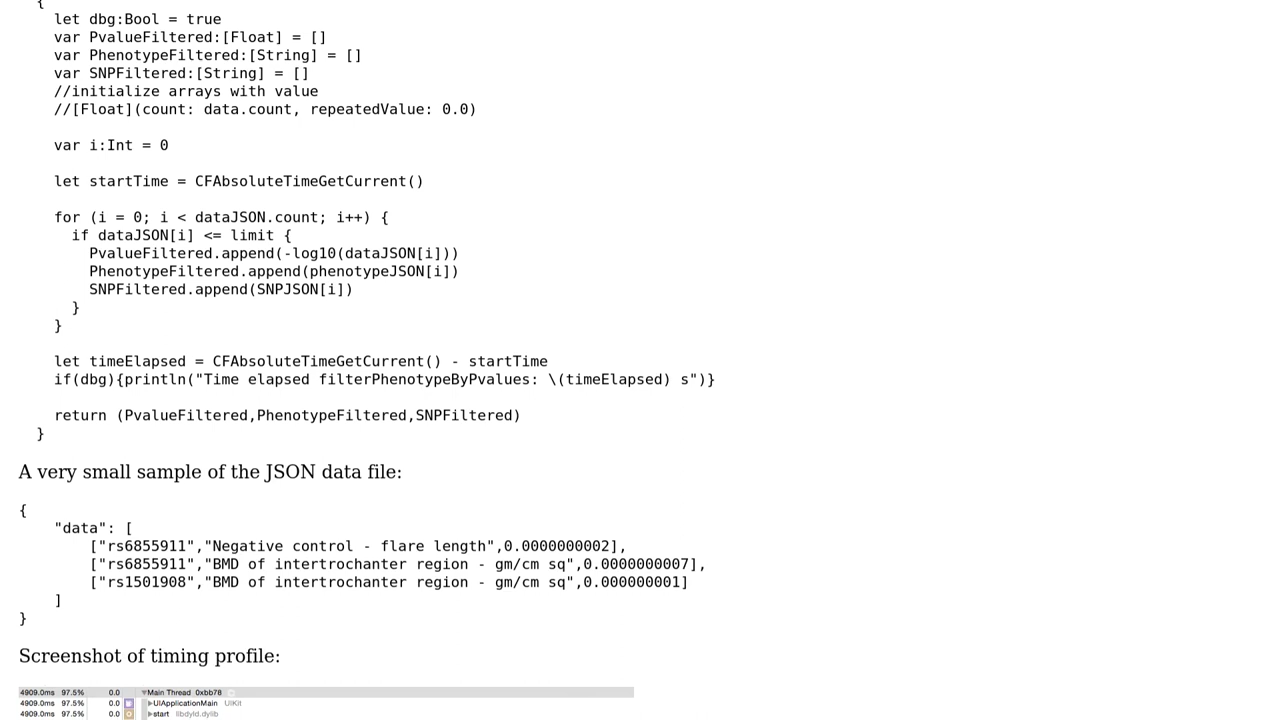 {
let dbg:Bool = true
var PvalueFiltered:[Float] = []
var PhenotypeFiltered:[String] = []
var SNPFiltered:[String] = []
//initialize arrays with value
//[Float](count: data.count, repeatedValue: 0.0)
var i:Int = 0
let startTime = CFAbsoluteTimeGetCurrent()
for (i = 0; i < dataJSON.count; i++) {
if dataJSON[i] <= limit {
PvalueFiltered.append(-log10(dataJSON[i]))
PhenotypeFiltered.append(phenotypeJSON[i])
SNPFiltered.append(SNPJSON[i])
}
}
let timeElapsed = CFAbsoluteTimeGetCurrent() - startTime
if(dbg){println("Time elapsed filterPhenotypeByPvalues: \(timeElapsed) s")}
return (PvalueFiltered,PhenotypeFiltered,SNPFiltered)
}
A very small sample of the JSON data file:
{
"data": [
["rs6855911","Negative control - flare length",0.0000000002],
["rs6855911","BMD of intertrochanter region - gm/cm sq",0.0000000007],
["rs1501908","BMD of intertrochanter region - gm/cm sq",0.000000001]
]
}
Screenshot of timing profile:
4909.0ms 97.5% 0.0 ▼Main Thread 0xbb78
4909.0ms 97.5% 0.0 ▶UIApplicationMain UIKit
4909.0ms 97.5% 0.0 ▶start libdyld.dylib